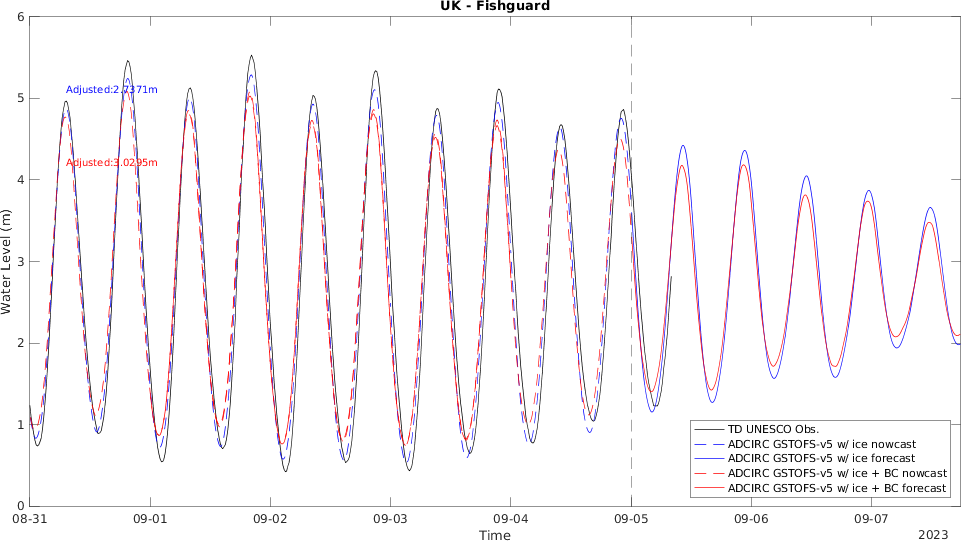 UK - Fishguard
6
5
4
3
2
1
0
Water Level (m)
Adjusted:2.7371m
Adjusted:3.0295m
TD UNESCO Obs.
ADCIRC GSTOFS-v5 w/ ice nowcast
ADCIRC GSTOFS-v5 w/ ice forecast
ADCIRC GSTOFS-v5 w/ ice + BC nowcast
ADCIRC GSTOFS-v5 w/ ice + BC forecast
08-31 09-01 09-02 09-03 09-04 09-05 09-06 09-07
Time
2023